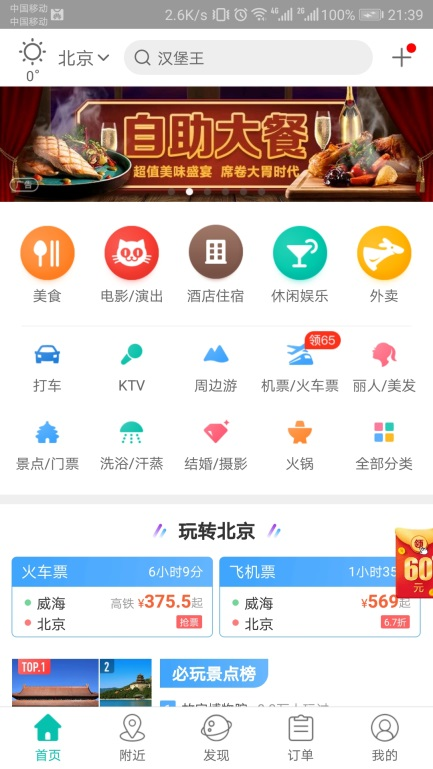 中国移动
中国移动
2.6K/s 4G 2G 100% 21:39
0°
北京
汉堡王
自助大餐
超值美味盛宴 席卷大胃时代
广告
美食 电影/演出 酒店住宿 休闲娱乐 外卖
领65
打车 KTV 周边游 机票/火车票 丽人/美发
景点/门票 洗浴/汗蒸 结婚/摄影 火锅 全部分类
玩转北京
领
60
元
火车票 6小时9分
飞机票 1小时35
威海 高铁 ¥375.5起
北京 抢票
威海 ¥569起
北京 6.7折
TOP.1 2
必玩景点榜
首页 附近 发现 订单 我的